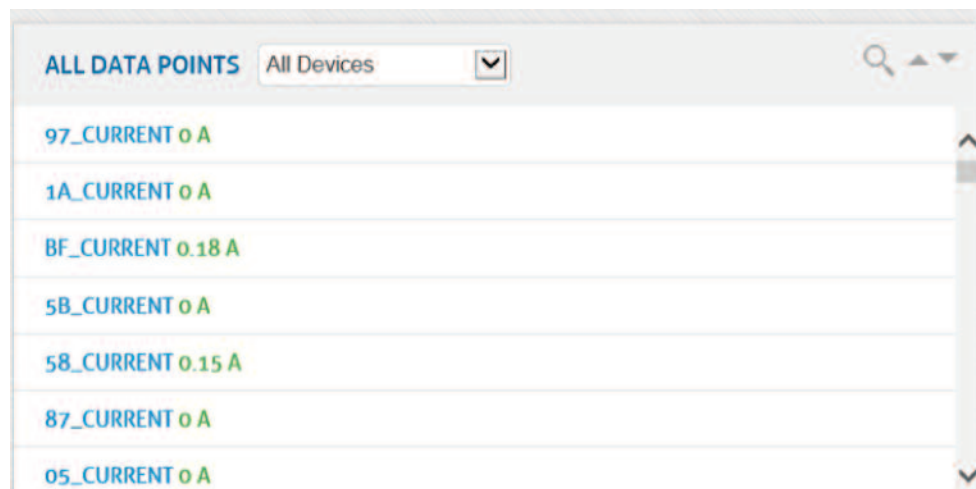 ALL DATA POINTS All Devices
97_CURRENT 0 A
1A_CURRENT 0 A
BF_CURRENT 0.18 A
5B_CURRENT 0 A
58_CURRENT 0.15 A
87_CURRENT 0 A
05_CURRENT 0 A